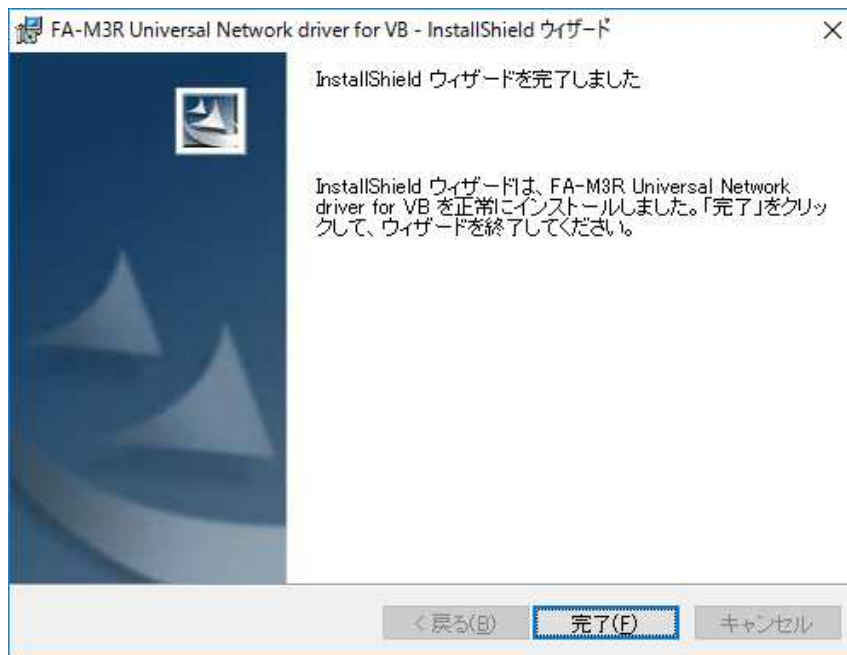 FA-M3R Universal Network driver for VB - InstallShield ウィザード
InstallShield ウィザードを完了しました
InstallShield ウィザードは、FA-M3R Universal Network
driver for VB を正常にインストールしました。「完了」をクリッ
クして、ウィザードを終了してください。
< 戻る(B)
完了(F)
キャンセル